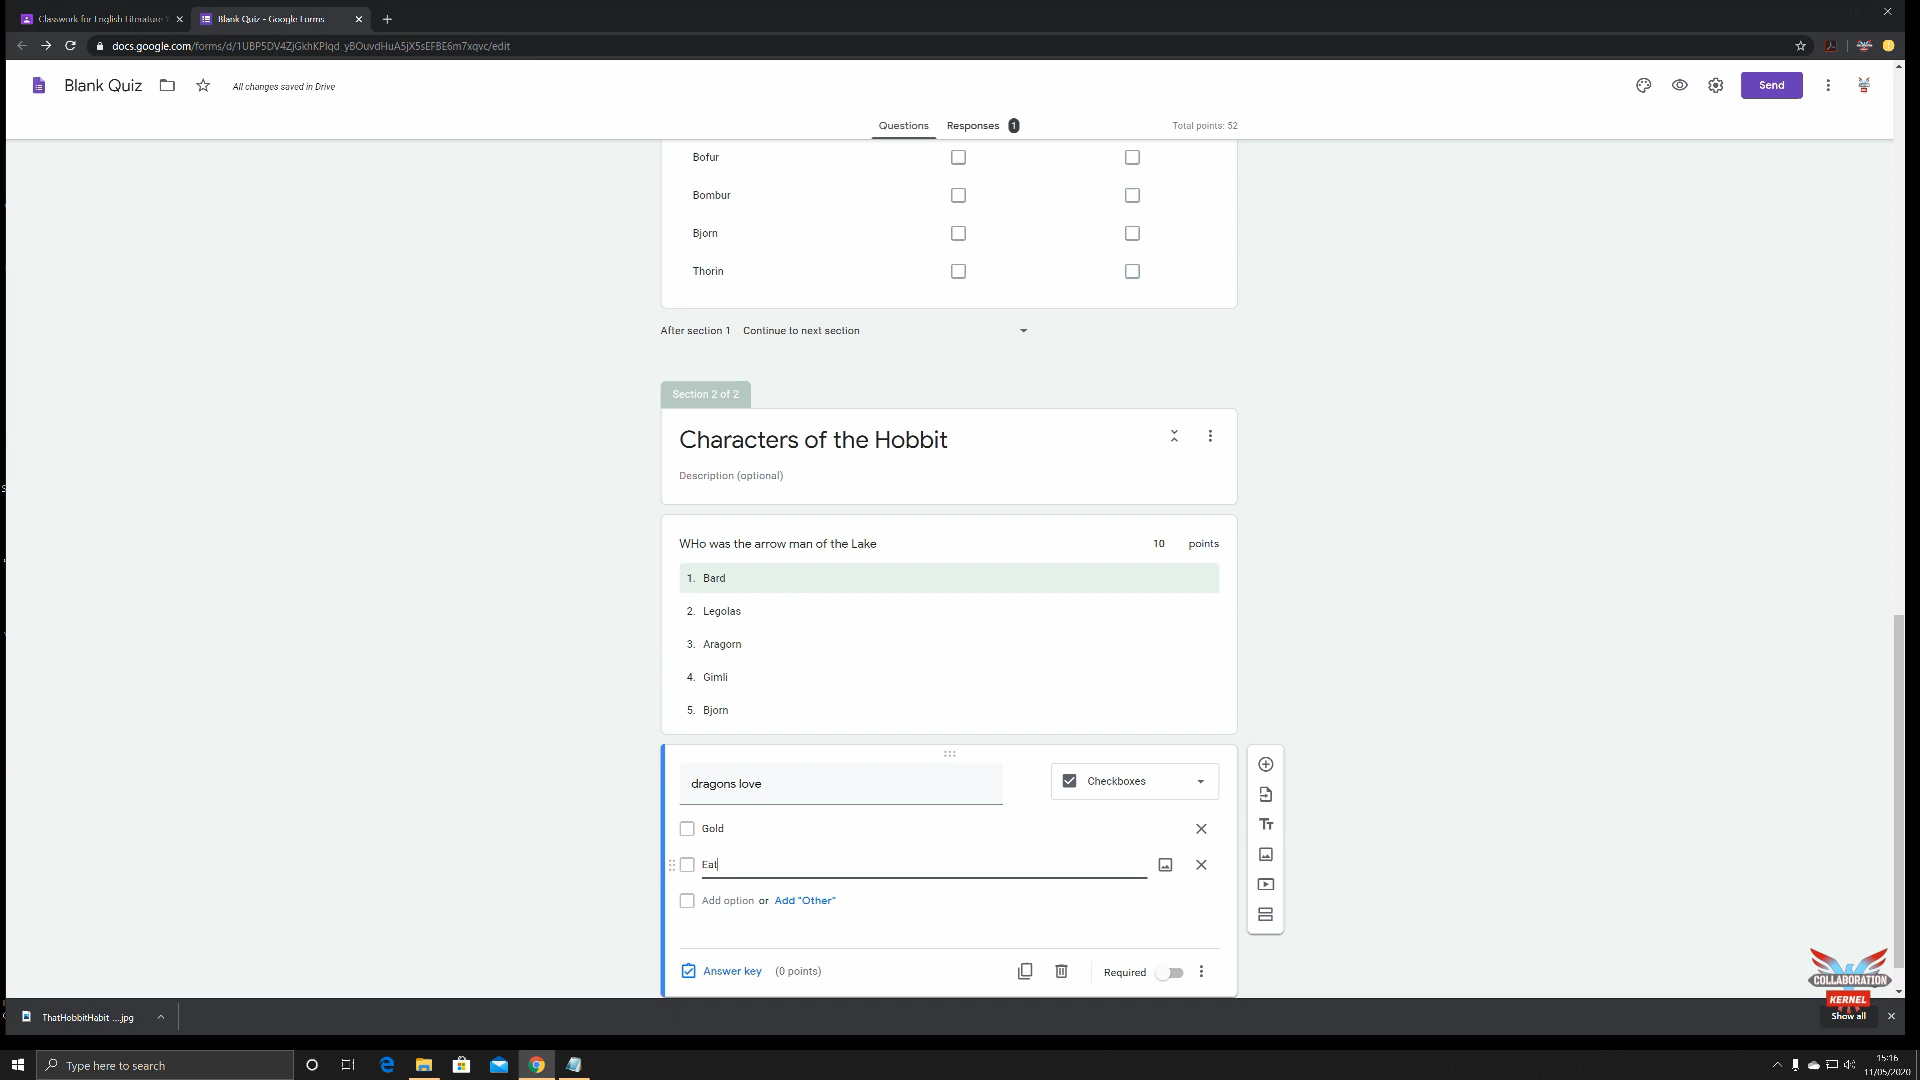 Classwork for English Literature
Blank Quiz - Google Forms
docs.google.com/forms/d/1UBP5DV4ZjGkhKPlqd_yBOuvdHuA5jX5sEFBE6m7xqvc/edit
Blank Quiz
All changes saved in Drive
Send
Questions
Responses 1
Total points: 52
Bofur
Bombur
Bjorn
Thorin
After section 1 Continue to next section
Section 2 of 2
Characters of the Hobbit
Description (optional)
WHo was the arrow man of the Lake 10 points
1. Bard
2. Legolas
3. Aragorn
4. Gimli
5. Bjorn
dragons love
Checkboxes
Gold
Eat
Add option or Add "Other"
Answer key (0 points)
Required
COLLABORATION
KERNEL
ThatHobbitHabit ....jpg
Show all
Type here to search
15:16
11/05/2020